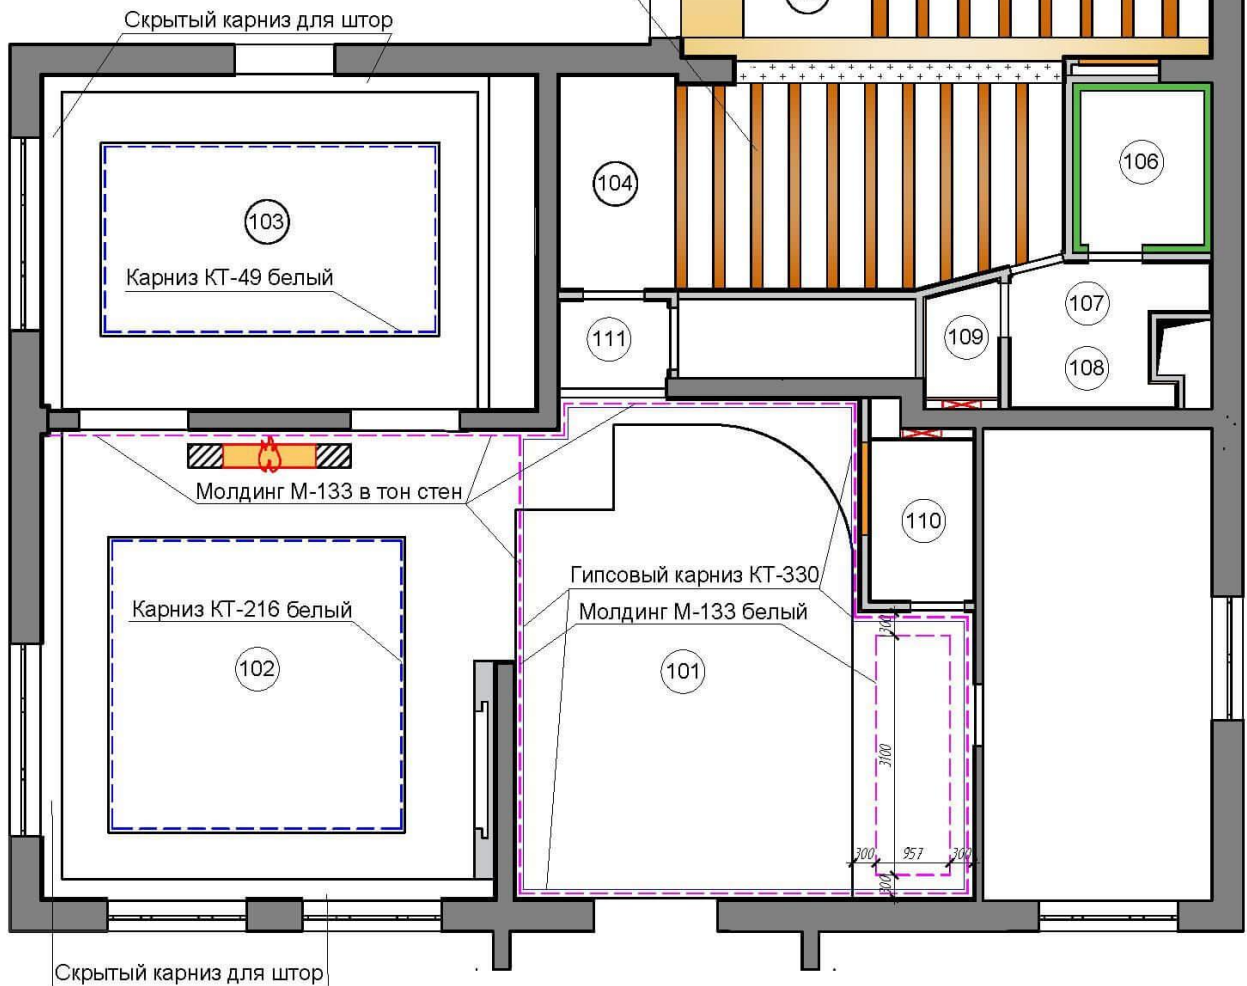 Скрытый карниз для штор
106
104
103
Карниз КТ-49 белый
107
111
109
108
Молдинг М-133 в тон стен
110
Гипсовый карниз КТ-330
Карниз КТ-216 белый
Молдинг М-133 белый
300
102
101
3100
300
957
300
300
Скрытый карниз для штор